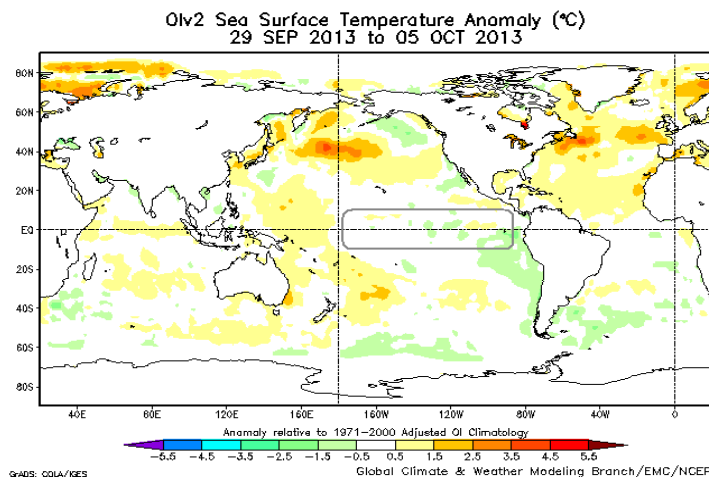 OIv2 Sea Surface Temperature Anomaly (°C)
29 SEP 2013 to 05 OCT 2013
80N
60N
40N
20N
EQ
20S
40S
60S
80S
40E 80E 120E 160E 160W 120W 80W 40W 0
Anomaly relative to 1971-2000 Adjusted OI Climatology
-5.5 -4.5 -3.5 -2.5 -1.5 -0.5 0.5 1.5 2.5 3.5 4.5 5.5
GrADS: COLA/IGES
Global Climate & Weather Modeling Branch/EMC/NCEP